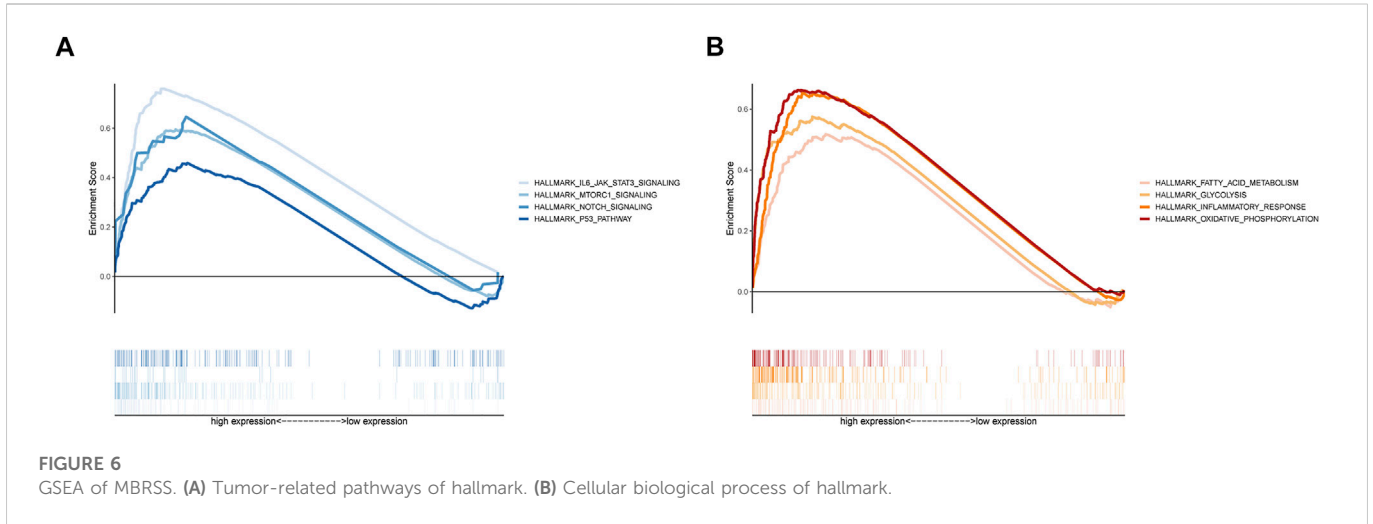 A
Enrichment Score
0.6
0.4
0.2
0.0
HALLMARK_IL6_JAK_STAT3_SIGNALING
HALLMARK_MTORC1_SIGNALING
HALLMARK_NOTCH_SIGNALING
HALLMARK_P53_PATHWAY
high expression<------------>low expression
B
Enrichment Score
0.6
0.4
0.2
0.0
HALLMARK_FATTY_ACID_METABOLISM
HALLMARK_GLYCOLYSIS
HALLMARK_INFLAMMATORY_RESPONSE
HALLMARK_OXIDATIVE_PHOSPHORYLATION
high expression<------------>low expression
FIGURE 6
GSEA of MBRSS. (A) Tumor-related pathways of hallmark. (B) Cellular biological process of hallmark.